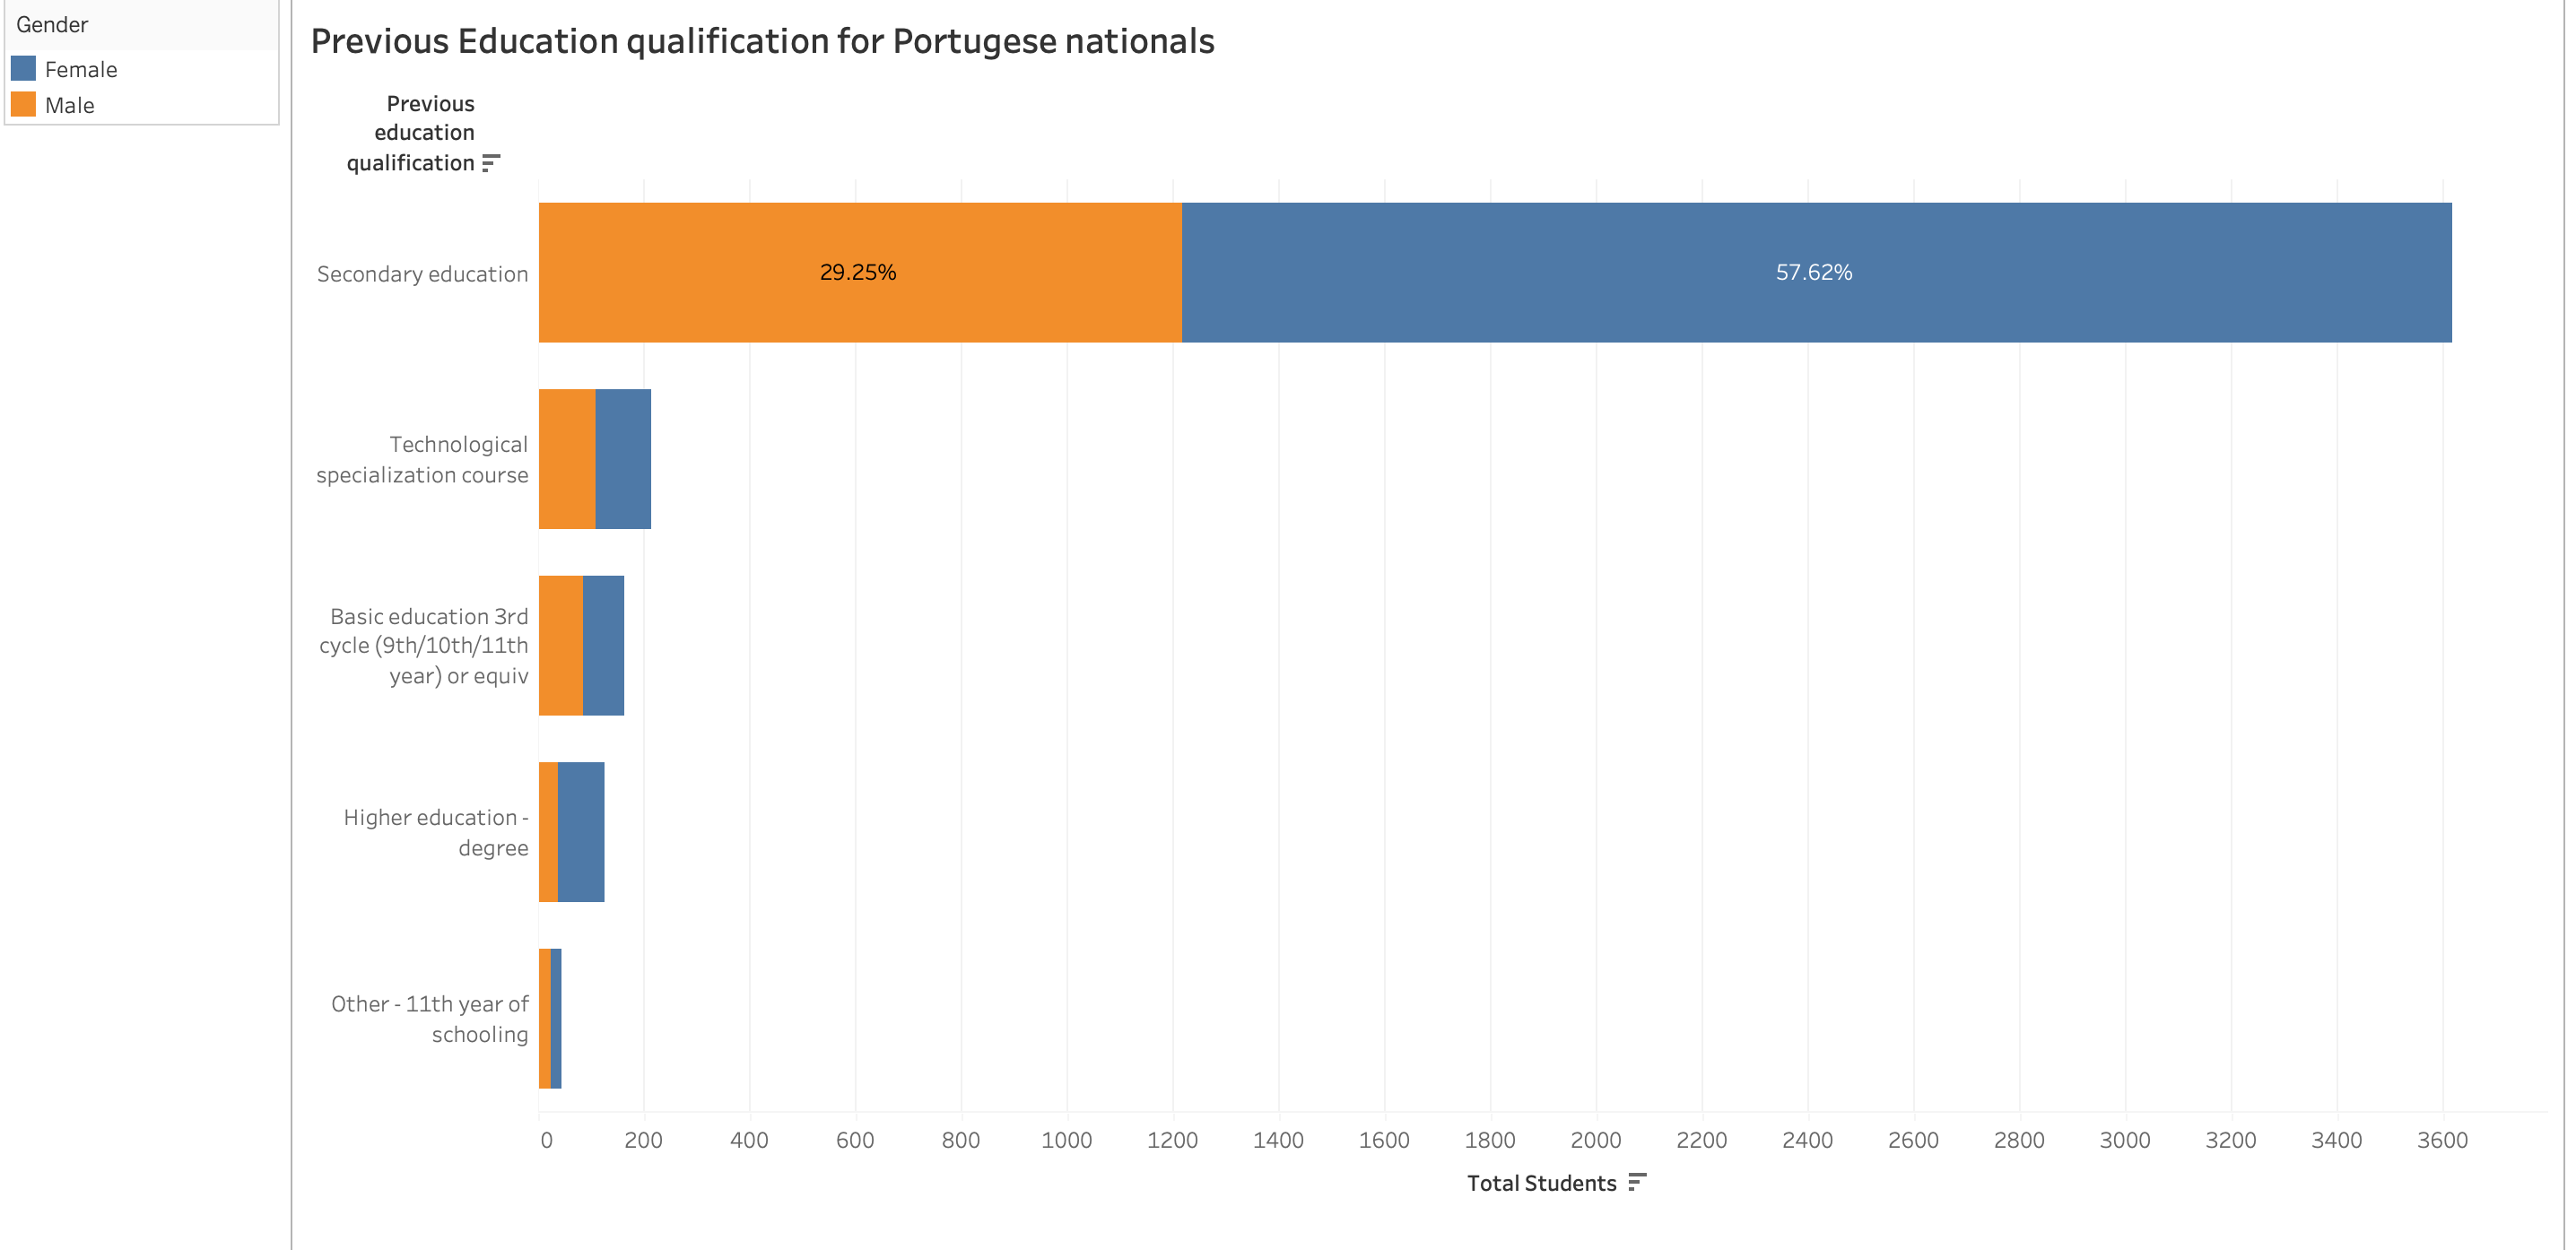 Gender
Female
Male
Previous Education qualification for Portugese nationals
Previous
education
qualification
Secondary education
29.25%
57.62%
Technological
specialization course
Basic education 3rd
cycle (9th/10th/11th
year) or equiv
Higher education -
degree
Other - 11th year of
schooling
0 200 400 600 800 1000 1200 1400 1600 1800 2000 2200 2400 2600 2800 3000 3200 3400 3600
Total Students